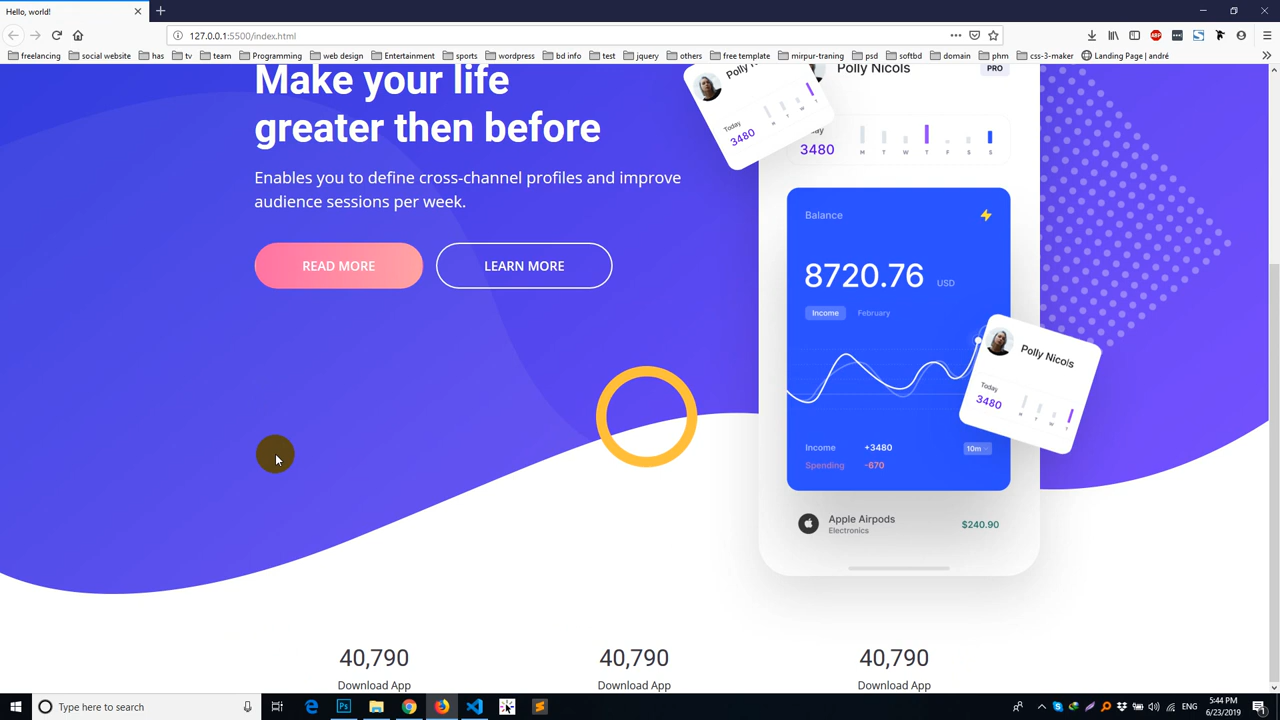 Hello, world!
127.0.0.1:5500/index.html
freelancing social website has tv team Programming web design Entertainment sports wordpress bd info test jquery others free template mirpur-traning psd softbd domain phm css-3-maker Landing Page | andré
Make your life
greater then before
Enables you to define cross-channel profiles and improve
audience sessions per week.
READ MORE LEARN MORE
Polly
Today
3480
M T W T
Polly Nicols PRO
3480
M T W T F S S
Balance
8720.76 USD
Income February
Polly Nicols
Today
3480
M T W T
Income +3480 10m
Spending -670
Apple Airpods
Electronics
$240.90
40,790 40,790 40,790
Download App Download App Download App
Type here to search
ENG
5:44 PM
6/23/2019